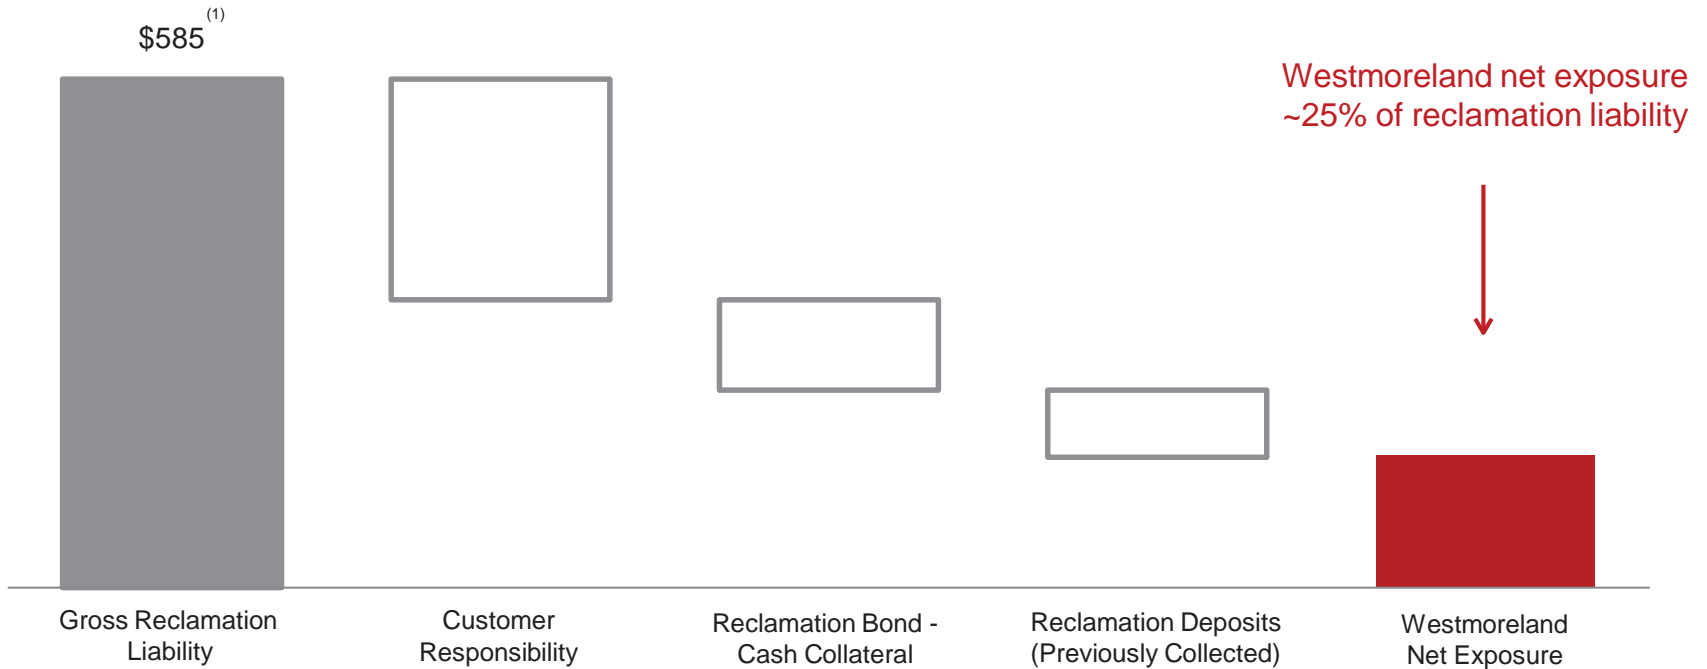 $585 (1)
Westmoreland net exposure
~25% of reclamation liability
Gross Reclamation
Liability
Customer
Responsibility
Reclamation Bond -
Cash Collateral
Reclamation Deposits
(Previously Collected)
Westmoreland
Net Exposure